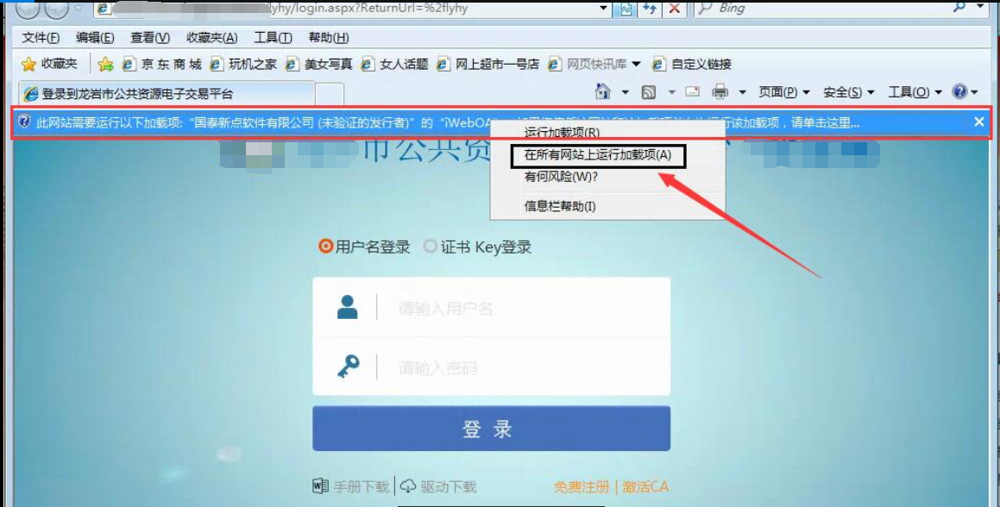 lyhy/login.aspx?ReturnUrl=%2flyhy Bing
文件(F) 编辑(E) 查看(V) 收藏夹(A) 工具(T) 帮助(H)
收藏夹 京东商城 玩机之家 美女写真 女人话题 网上超市一号店 网页快讯库 自定义链接
登录到龙岩市公共资源电子交易平台 页面(P) 安全(S) 工具(O)
此网站需要运行以下加载项: "国泰新点软件有限公司 (未验证的发行者)" 的 "iWebOA 行该加载项，请单击这里...
运行加载项(R)
在所有网站上运行加载项(A)
有何风险(W)?
信息栏帮助(I)
市公共资
用户名登录 证书 Key登录
请输入用户名
请输入密码
登 录
手册下载 驱动下载 免费注册 | 激活CA